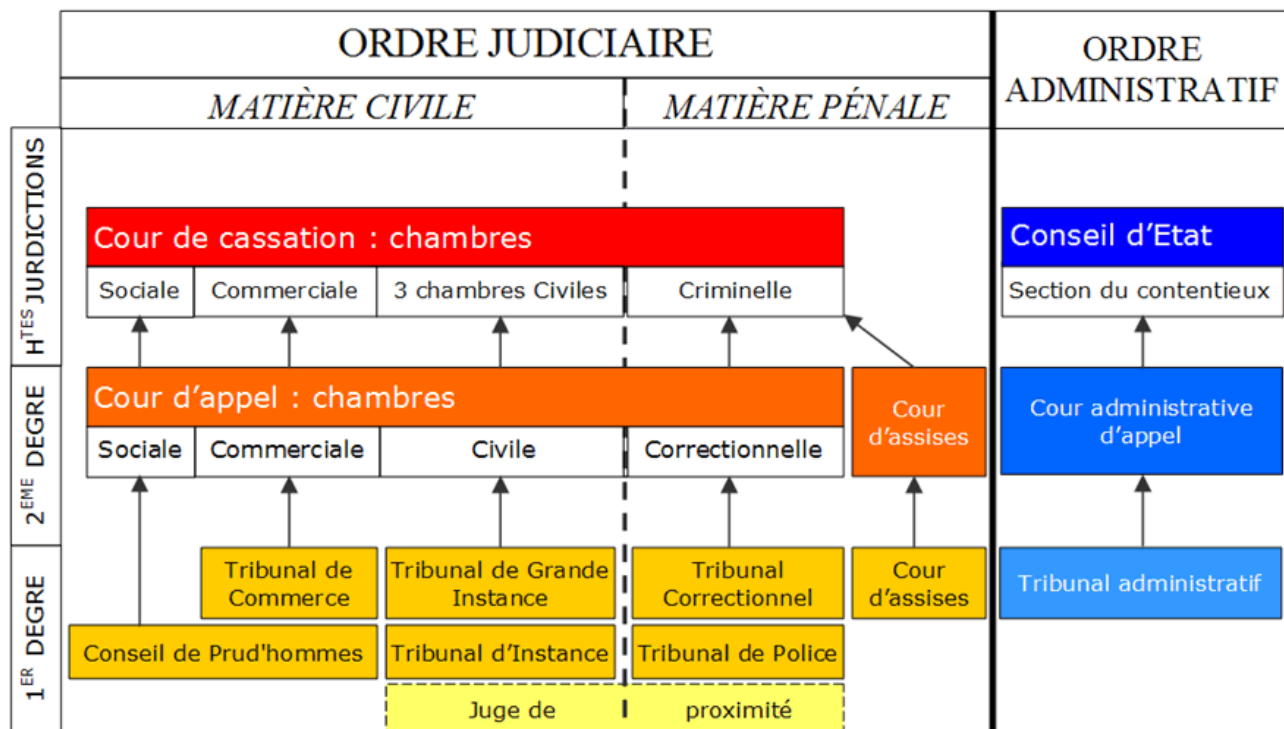 ORDRE JUDICIAIRE
ORDRE
ADMINISTRATIF
MATIÈRE CIVILE
MATIÈRE PÉNALE
HTES JURDICTIONS
Cour de cassation : chambres
Conseil d'Etat
Sociale
Commerciale
3 chambres Civiles
Criminelle
Section du contentieux
2EME DEGRE
Cour d'appel : chambres
Cour
d'assises
Cour administrative
d'appel
Sociale
Commerciale
Civile
Correctionnelle
1ER DEGRE
Tribunal de
Commerce
Tribunal de Grande
Instance
Tribunal
Correctionnel
Cour
d'assises
Tribunal administratif
Conseil de Prud'hommes
Tribunal d'Instance
Tribunal de Police
Juge de proximité